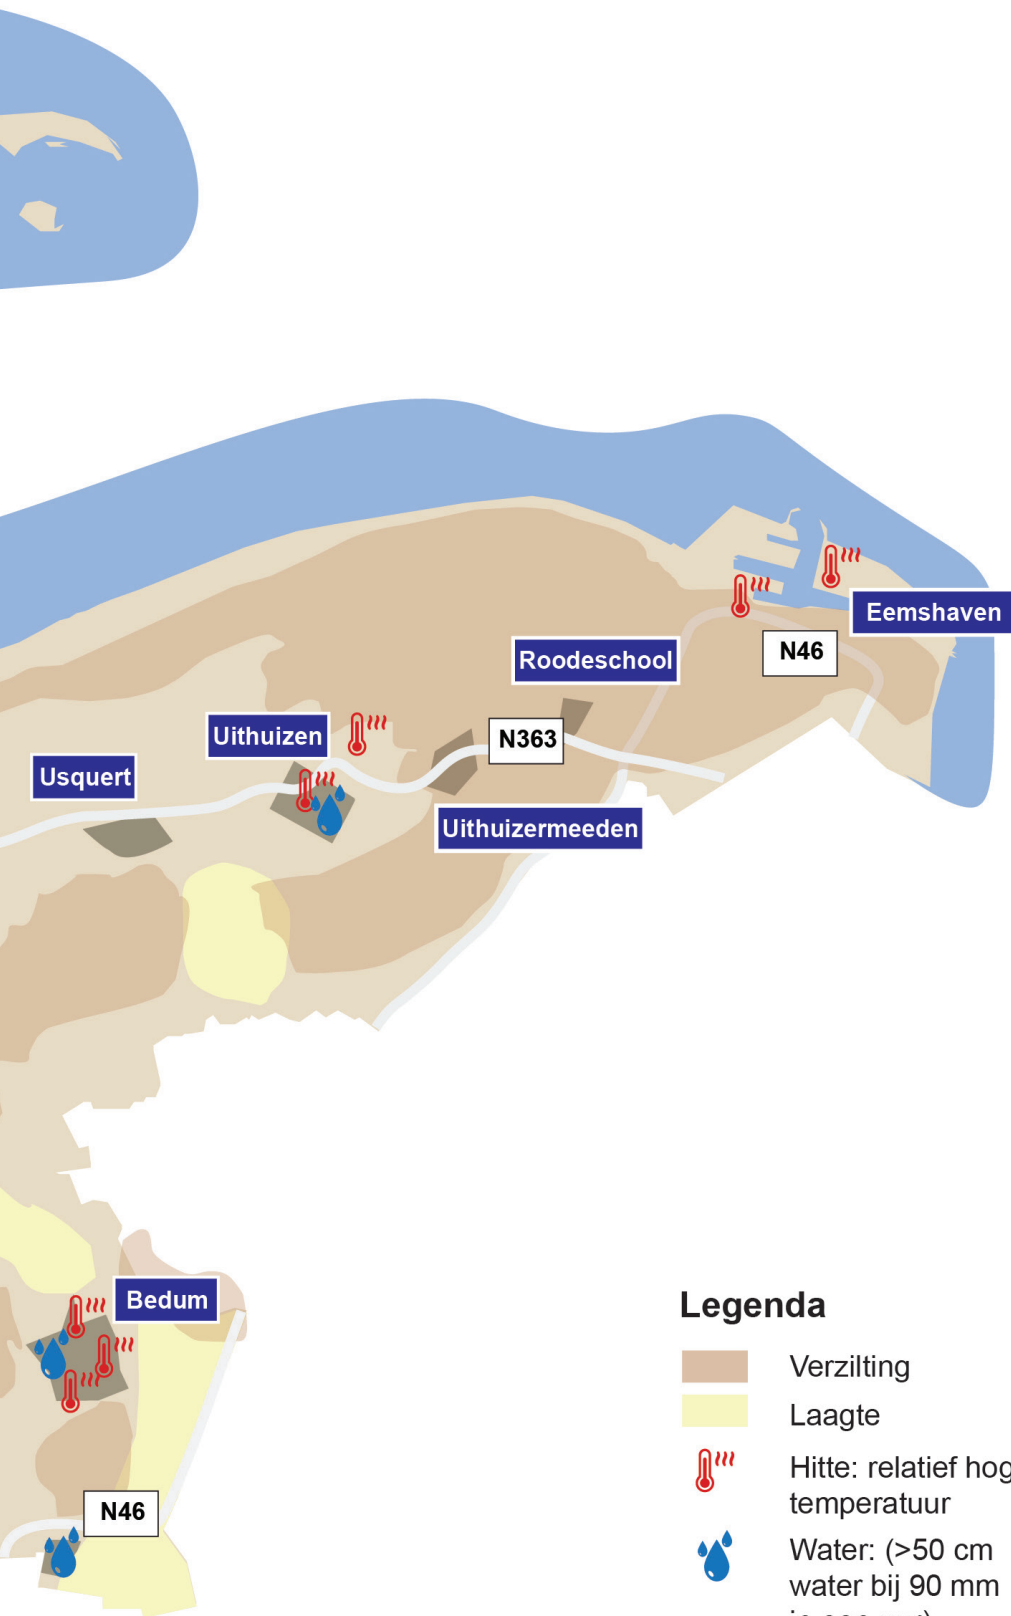 Eemshaven
N46
Roodeschool
Uithuizen
N363
Usquert
Uithuizermeeden
Bedum
N46
Legenda
Verzilting
Laagte
Hitte: relatief hog
temperatuur
Water: (>50 cm
water bij 90 mm